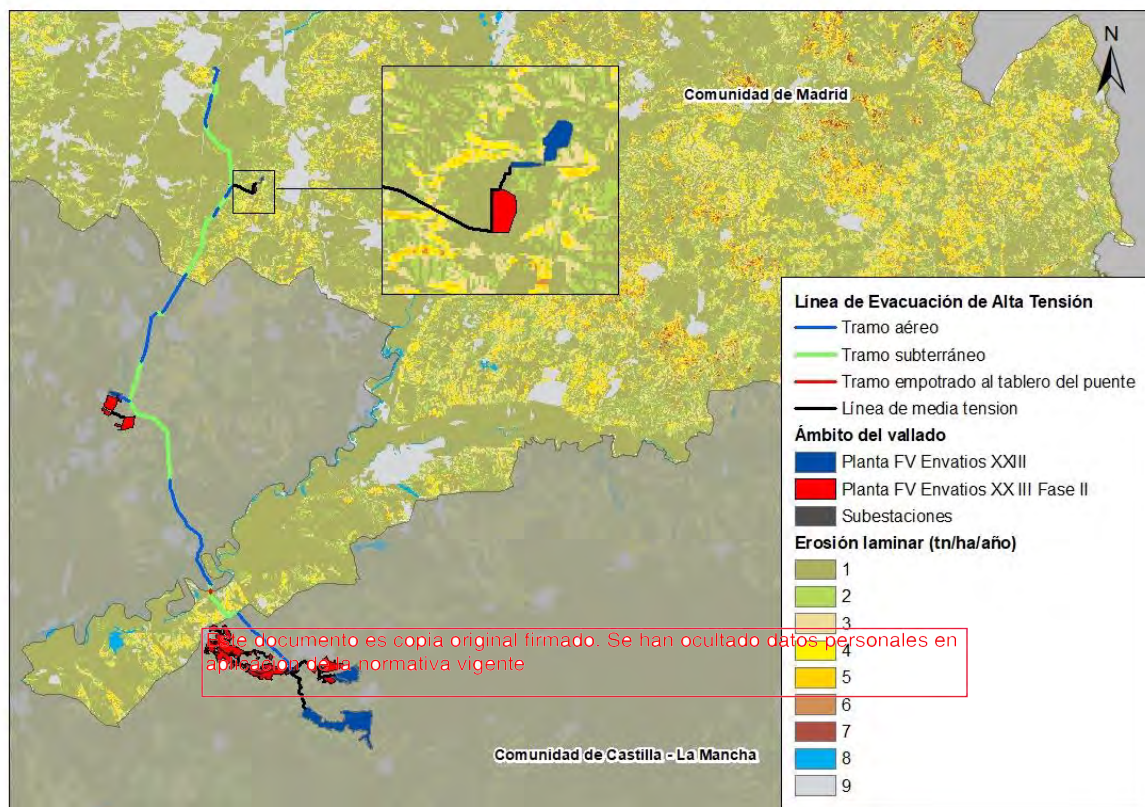 N
Comunidad de Madrid
Línea de Evacuación de Alta Tensión
Tramo aéreo
Tramo subterráneo
Tramo empotrado al tablero del puente
Línea de media tension
Ámbito del vallado
Planta FV Envatios XXIII
Planta FV Envatios XX III Fase II
Subestaciones
Erosión laminar (tn/ha/año)
1
2
3
4
5
6
7
8
9
Este documento es copia original firmado. Se han ocultado datos personales en
aplicación de la normativa vigente
Comunidad de Castilla - La Mancha